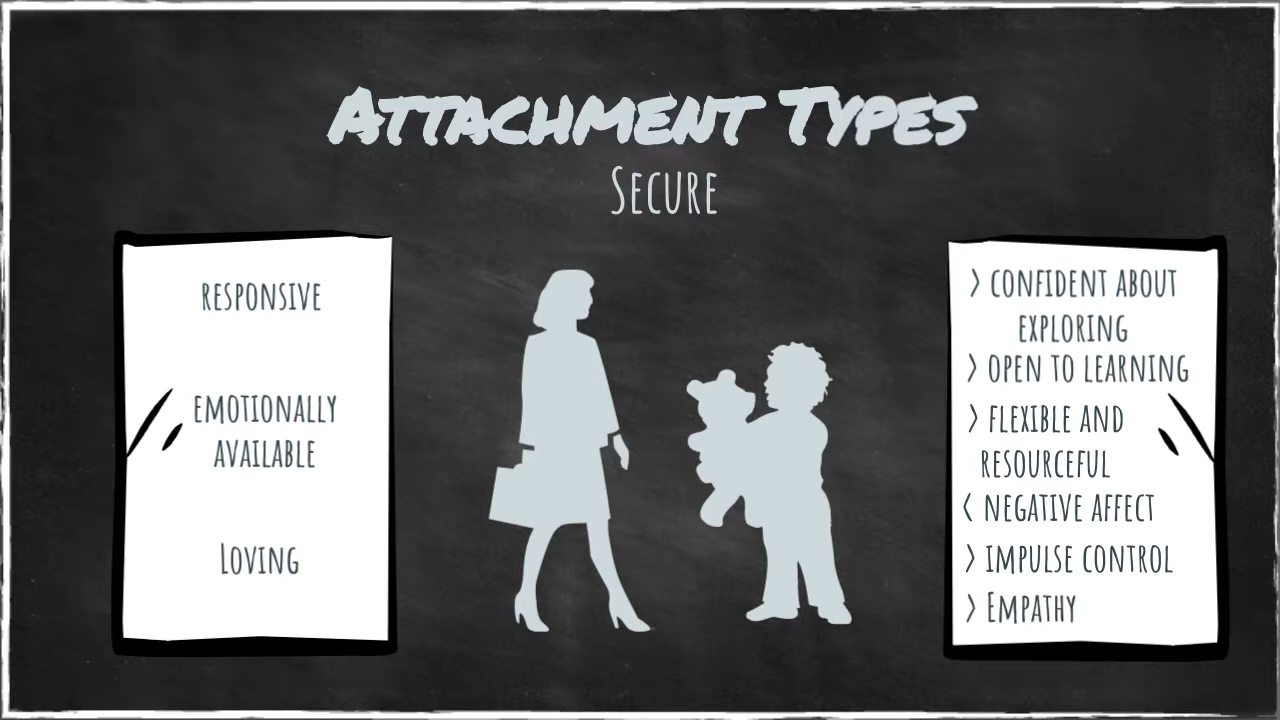 Attachment Types
Secure
responsive
emotionally
available
Loving
> confident about
exploring
> open to learning
> flexible and
resourceful
< negative affect
> impulse control
> Empathy